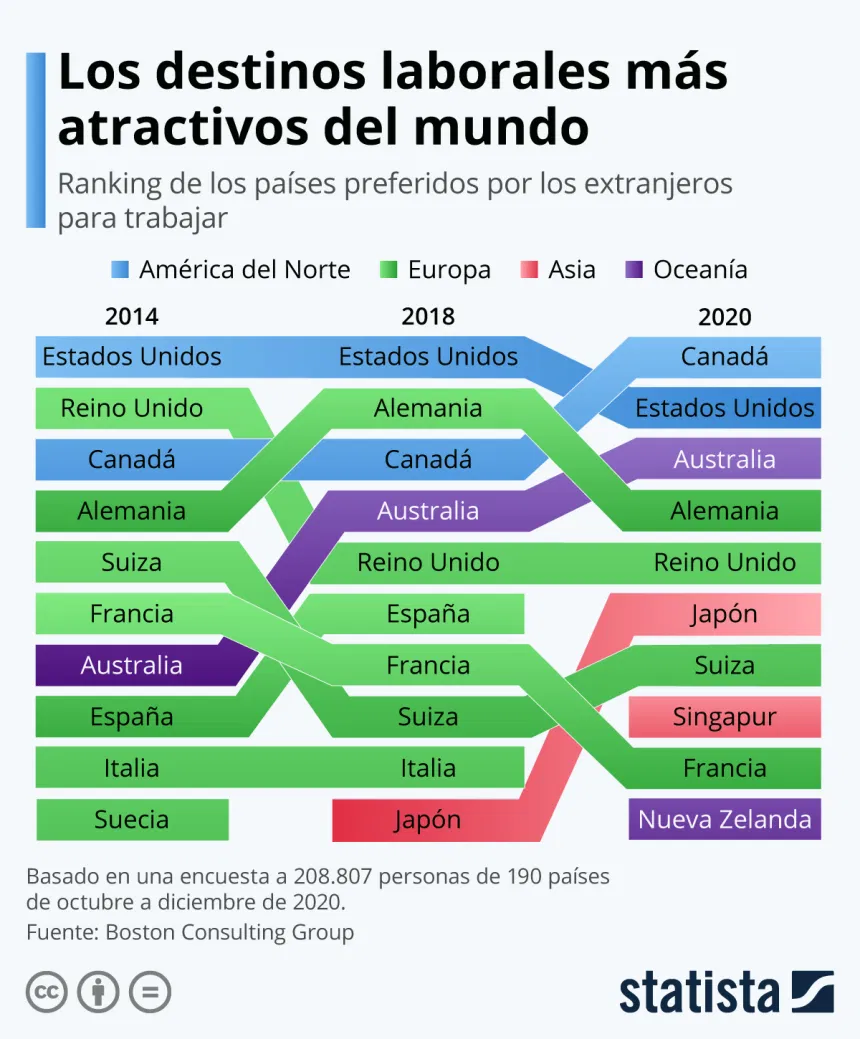 Los destinos laborales más
atractivos del mundo
Ranking de los países preferidos por los extranjeros
para trabajar
América del Norte Europa Asia Oceanía
2014 2018 2020
Estados Unidos Estados Unidos Canadá
Reino Unido Alemania Estados Unidos
Canadá Canadá Australia
Alemania Australia Alemania
Suiza Reino Unido Reino Unido
Francia España Japón
Australia Francia Suiza
España Suiza Singapur
Italia Italia Francia
Suecia Japón Nueva Zelanda
Basado en una encuesta a 208.807 personas de 190 países
de octubre a diciembre de 2020.
Fuente: Boston Consulting Group
cc statista